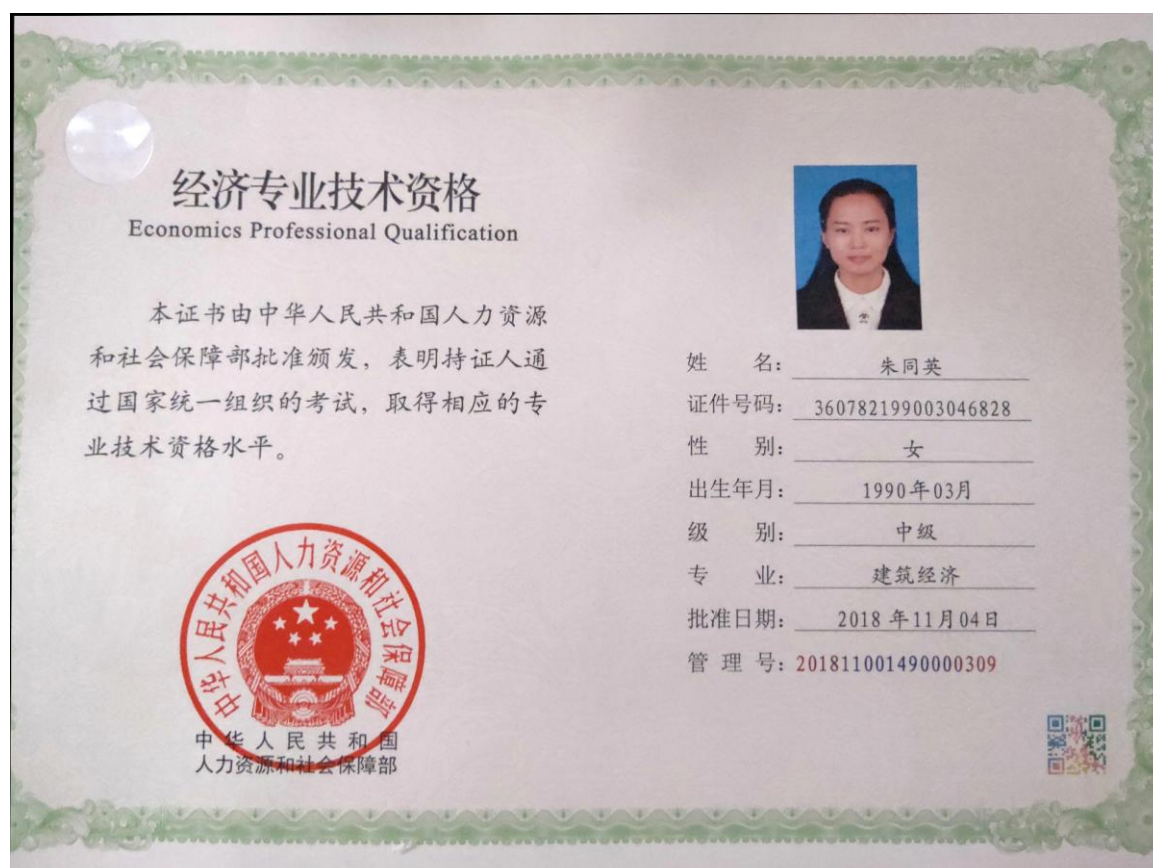 经济专业技术资格
Economics Professional Qualification
本证书由中华人民共和国人力资源
和社会保障部批准颁发，表明持证人通
过国家统一组织的考试，取得相应的专
业技术资格水平。
中华人民共和国人力资源和社会保障部
中华人民共和国
人力资源和社会保障部
姓 名：朱同英
证件号码：360782199003046828
性 别：女
出生年月：1990年03月
级 别：中级
专 业：建筑经济
批准日期：2018年11月04日
管 理 号：201811001490000309